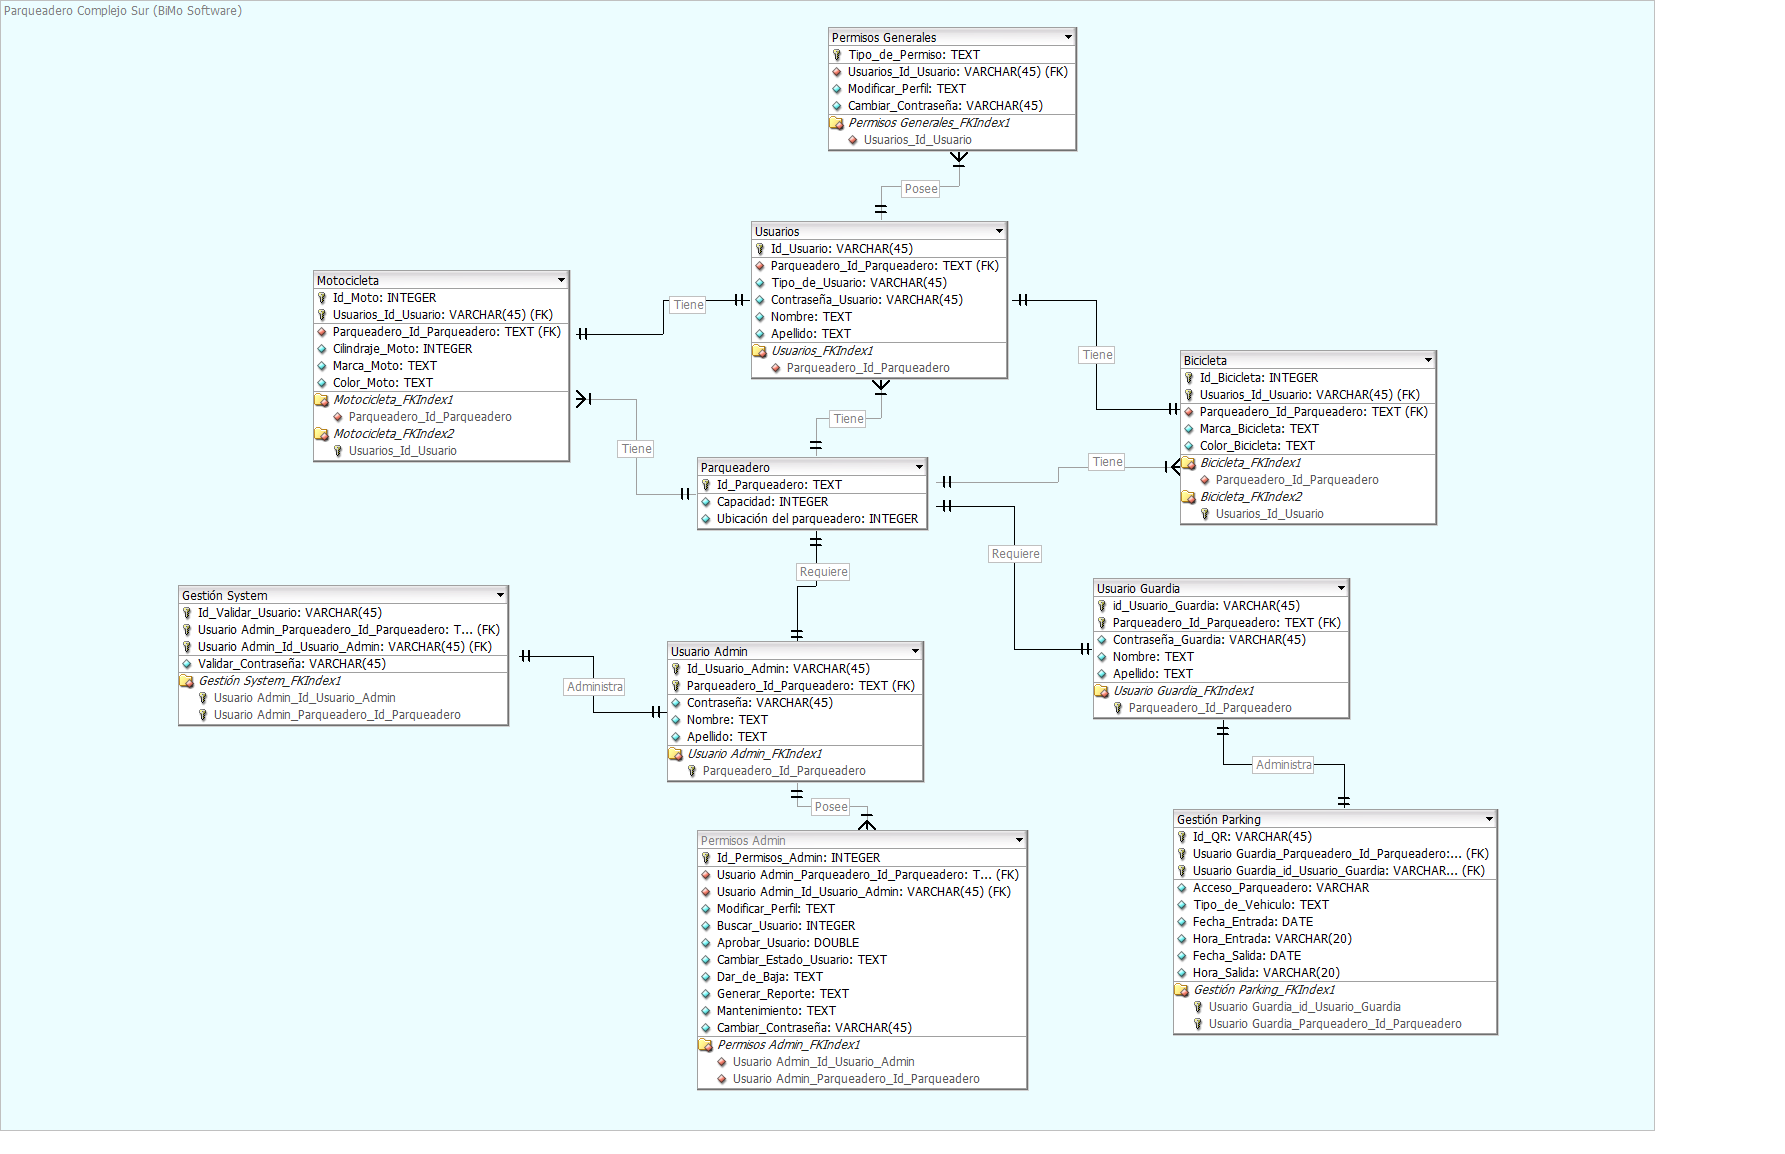 Parqueadero Complejo Sur (BiMo Software)
Permisos Generales
Tipo_de_Permiso: TEXT
Usuarios_Id_Usuario: VARCHAR(45) (FK)
Modificar_Perfil: TEXT
Cambiar_Contraseña: VARCHAR(45)
Permisos Generales_FKIndex1
Usuarios_Id_Usuario
Posee
Usuarios
Id_Usuario: VARCHAR(45)
Parqueadero_Id_Parqueadero: TEXT (FK)
Tipo_de_Usuario: VARCHAR(45)
Contraseña_Usuario: VARCHAR(45)
Nombre: TEXT
Apellido: TEXT
Usuarios_FKIndex1
Parqueadero_Id_Parqueadero
Motocicleta
Id_Moto: INTEGER
Usuarios_Id_Usuario: VARCHAR(45) (FK)
Parqueadero_Id_Parqueadero: TEXT (FK)
Cilindraje_Moto: INTEGER
Marca_Moto: TEXT
Color_Moto: TEXT
Motocicleta_FKIndex1
Parqueadero_Id_Parqueadero
Motocicleta_FKIndex2
Usuarios_Id_Usuario
Tiene
Tiene
Tiene
Tiene
Tiene
Bicicleta
Id_Bicicleta: INTEGER
Usuarios_Id_Usuario: VARCHAR(45) (FK)
Parqueadero_Id_Parqueadero: TEXT (FK)
Marca_Bicicleta: TEXT
Color_Bicicleta: TEXT
Bicicleta_FKIndex1
Parqueadero_Id_Parqueadero
Bicicleta_FKIndex2
Usuarios_Id_Usuario
Parqueadero
Id_Parqueadero: TEXT
Capacidad: INTEGER
Ubicación del parqueadero: INTEGER
Requiere
Requiere
Gestión System
Id_Validar_Usuario: VARCHAR(45)
Usuario Admin_Parqueadero_Id_Parqueadero: T... (FK)
Usuario Admin_Id_Usuario_Admin: VARCHAR(45) (FK)
Validar_Contraseña: VARCHAR(45)
Gestión System_FKIndex1
Usuario Admin_Id_Usuario_Admin
Usuario Admin_Parqueadero_Id_Parqueadero
Administra
Usuario Admin
Id_Usuario_Admin: VARCHAR(45)
Parqueadero_Id_Parqueadero: TEXT (FK)
Contraseña: VARCHAR(45)
Nombre: TEXT
Apellido: TEXT
Usuario Admin_FKIndex1
Parqueadero_Id_Parqueadero
Usuario Guardia
id_Usuario_Guardia: VARCHAR(45)
Parqueadero_Id_Parqueadero: TEXT (FK)
Contraseña_Guardia: VARCHAR(45)
Nombre: TEXT
Apellido: TEXT
Usuario Guardia_FKIndex1
Parqueadero_Id_Parqueadero
Administra
Posee
Permisos Admin
Id_Permisos_Admin: INTEGER
Usuario Admin_Parqueadero_Id_Parqueadero: T... (FK)
Usuario Admin_Id_Usuario_Admin: VARCHAR(45) (FK)
Modificar_Perfil: TEXT
Buscar_Usuario: INTEGER
Aprobar_Usuario: DOUBLE
Cambiar_Estado_Usuario: TEXT
Dar_de_Baja: TEXT
Generar_Reporte: TEXT
Mantenimiento: TEXT
Cambiar_Contraseña: VARCHAR(45)
Permisos Admin_FKIndex1
Usuario Admin_Id_Usuario_Admin
Usuario Admin_Parqueadero_Id_Parqueadero
Gestión Parking
Id_QR: VARCHAR(45)
Usuario Guardia_Parqueadero_Id_Parqueadero:... (FK)
Usuario Guardia_id_Usuario_Guardia: VARCHAR... (FK)
Acceso_Parqueadero: VARCHAR
Tipo_de_Vehiculo: TEXT
Fecha_Entrada: DATE
Hora_Entrada: VARCHAR(20)
Fecha_Salida: DATE
Hora_Salida: VARCHAR(20)
Gestión Parking_FKIndex1
Usuario Guardia_id_Usuario_Guardia
Usuario Guardia_Parqueadero_Id_Parqueadero